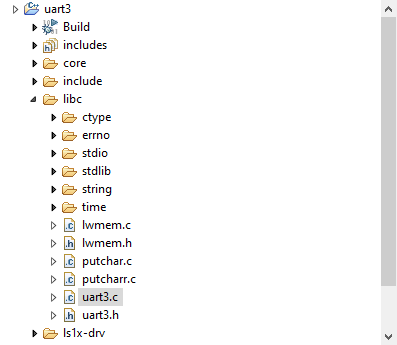 uart3
Build
includes
core
include
libc
ctype
errno
stdio
stdlib
string
time
lwmem.c
lwmem.h
putchar.c
putcharr.c
uart3.c
uart3.h
ls1x-drv